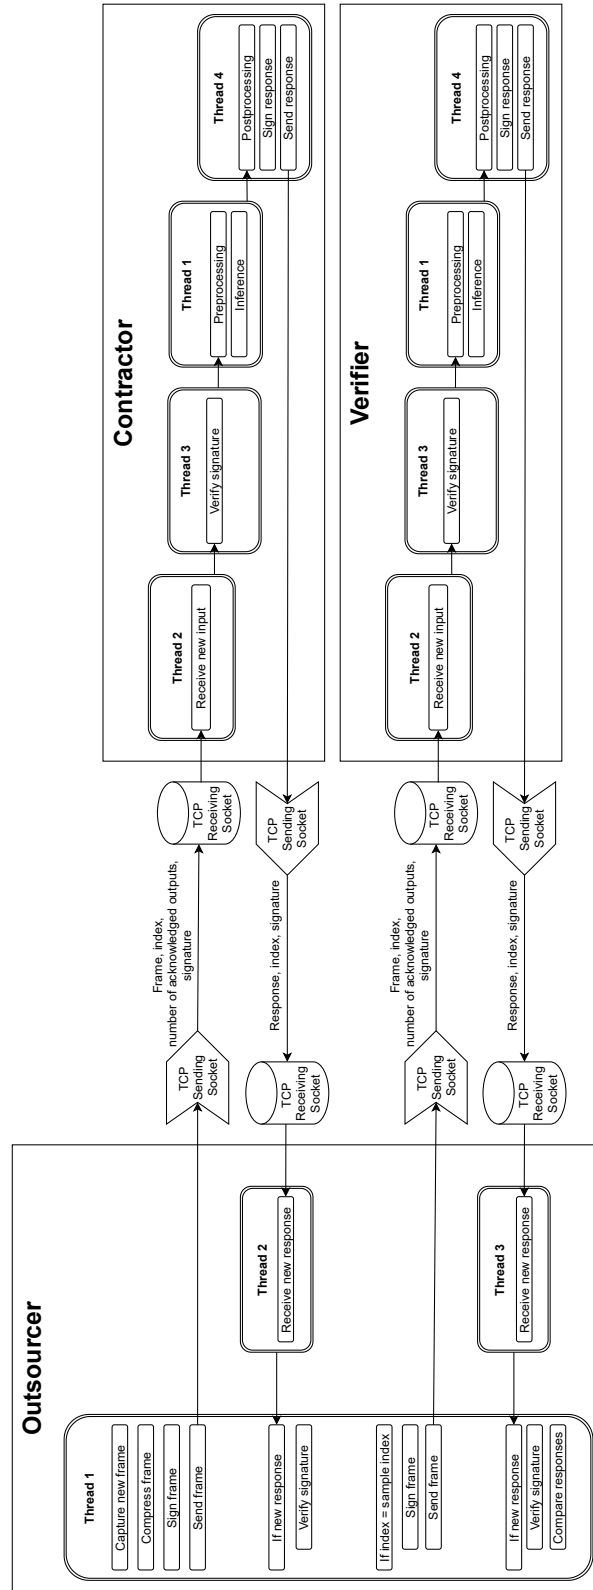 Outsourcer
Thread 1
Capture new frame
Compress frame
Sign frame
Send frame
If new response
Verify signature
If index = sample index
Sign frame
Send frame
If new response
Verify signature
Compare responses
Thread 2
Receive new response
Thread 3
Receive new response
TCP
Sending
Socket
TCP
Receiving
Socket
TCP
Sending
Socket
TCP
Receiving
Socket
Frame, index,
number of acknowledged outputs,
signature
Response, index, signature
Frame, index,
number of acknowledged outputs,
signature
Response, index, signature
TCP
Receiving
Socket
TCP
Sending
Socket
TCP
Receiving
Socket
TCP
Sending
Socket
Contractor
Thread 2
Receive new input
Thread 3
Verify signature
Thread 1
Preprocessing
Inference
Thread 4
Postprocessing
Sign response
Send response
Verifier
Thread 2
Receive new input
Thread 3
Verify signature
Thread 1
Preprocessing
Inference
Thread 4
Postprocessing
Sign response
Send response